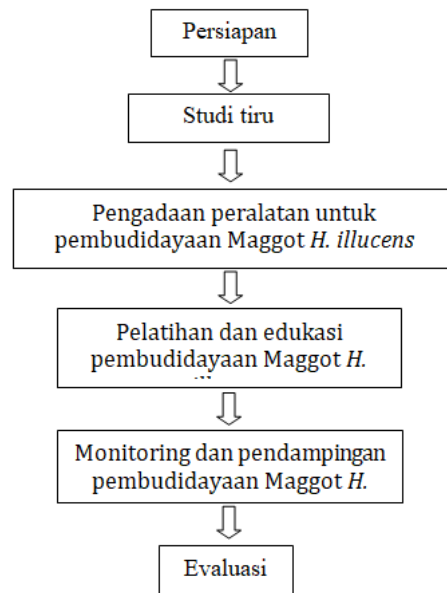 Persiapan
Studi tiru
Pengadaan peralatan untuk
pembudidayaan Maggot H. illucens
Pelatihan dan edukasi
pembudidayaan Maggot H.
Monitoring dan pendampingan
pembudidayaan Maggot H.
Evaluasi